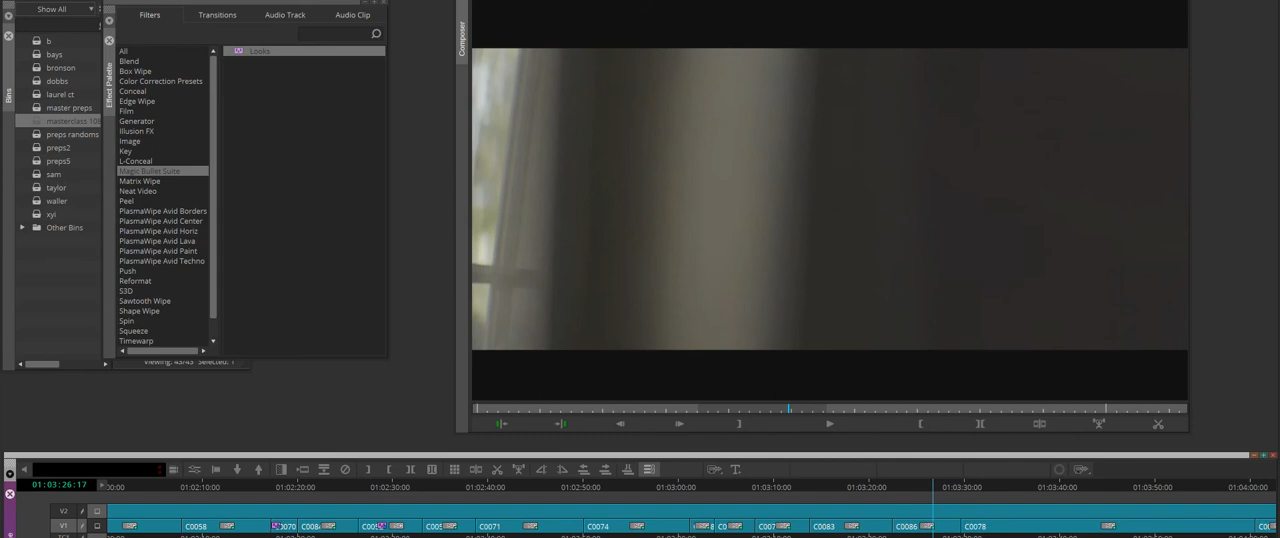 Show All
Filters
Transitions
Audio Track
Audio Clip
Bins
Effect Palette
Composer
b
bays
bronson
dobbs
laurel ct
master preps
masterclass 108
preps randoms
preps2
preps5
sam
taylor
waller
xyi
Other Bins
All
Blend
Box Wipe
Color Correction Presets
Conceal
Edge Wipe
Film
Generator
Illusion FX
Image
Key
L-Conceal
Magic Bullet Suite
Matrix Wipe
Neat Video
Peel
PlasmaWipe Avid Borders
PlasmaWipe Avid Center
PlasmaWipe Avid Horiz
PlasmaWipe Avid Lava
PlasmaWipe Avid Paint
PlasmaWipe Avid Techno
Push
Reformat
S3D
Sawtooth Wipe
Shape Wipe
Spin
Squeeze
Timewarp
Looks
Viewing: 43/43 Selected: 1
01:03:26:17
00:00 01:02:10:00 01:02:20:00 01:02:30:00 01:02:40:00 01:02:50:00 01:03:00:00 01:03:10:00 01:03:20:00 01:03:30:00 01:03:40:00 01:03:50:00 01:04:00:00
V2
V1 C0058 C0071 C0074 C0083 C0086 C0078